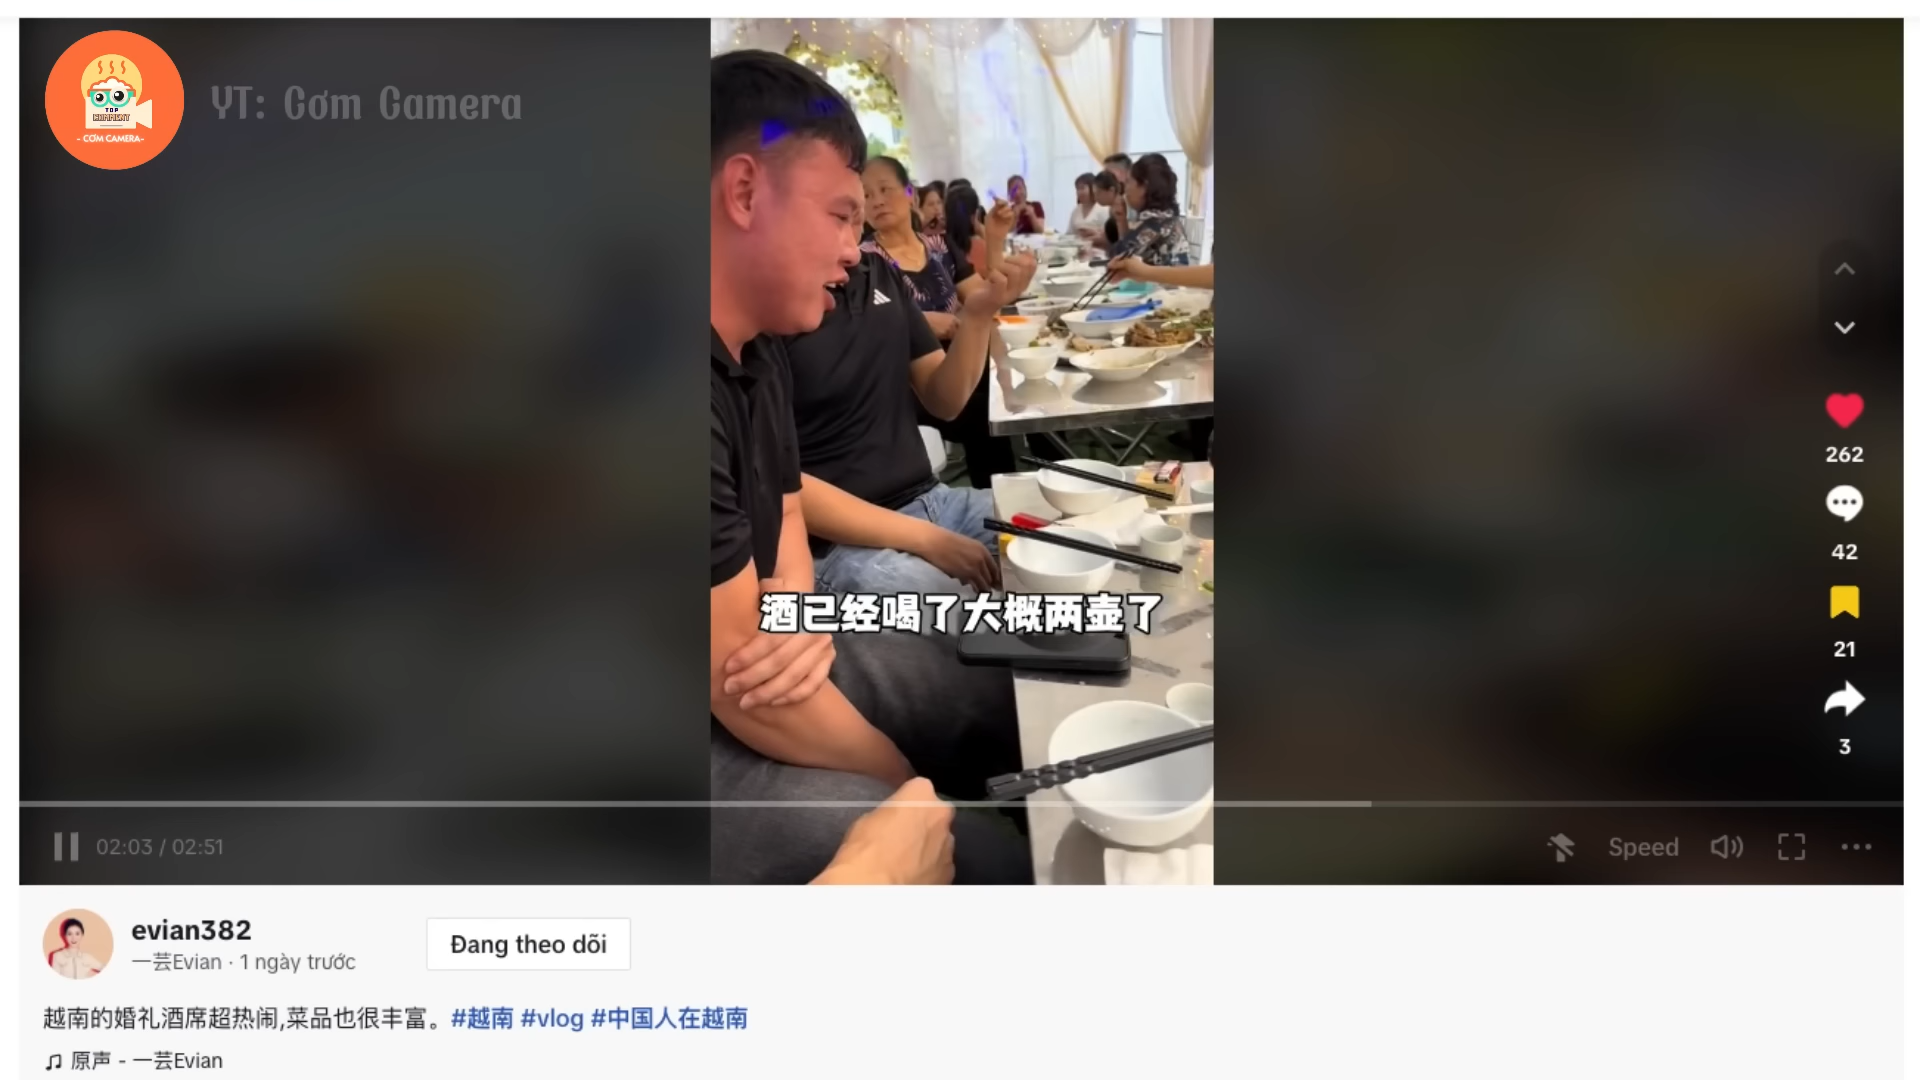 TOP
KOMMENT
- CƠM CAMERA-
YT: Cơm Camera
酒已经喝了大概两壶了
262
42
21
3
02:03 / 02:51
Speed
evian382
一芸Evian · 1 ngày trước
Đang theo dõi
越南的婚礼酒席超热闹,菜品也很丰富。#越南 #vlog #中国人在越南
原声 - 一芸Evian